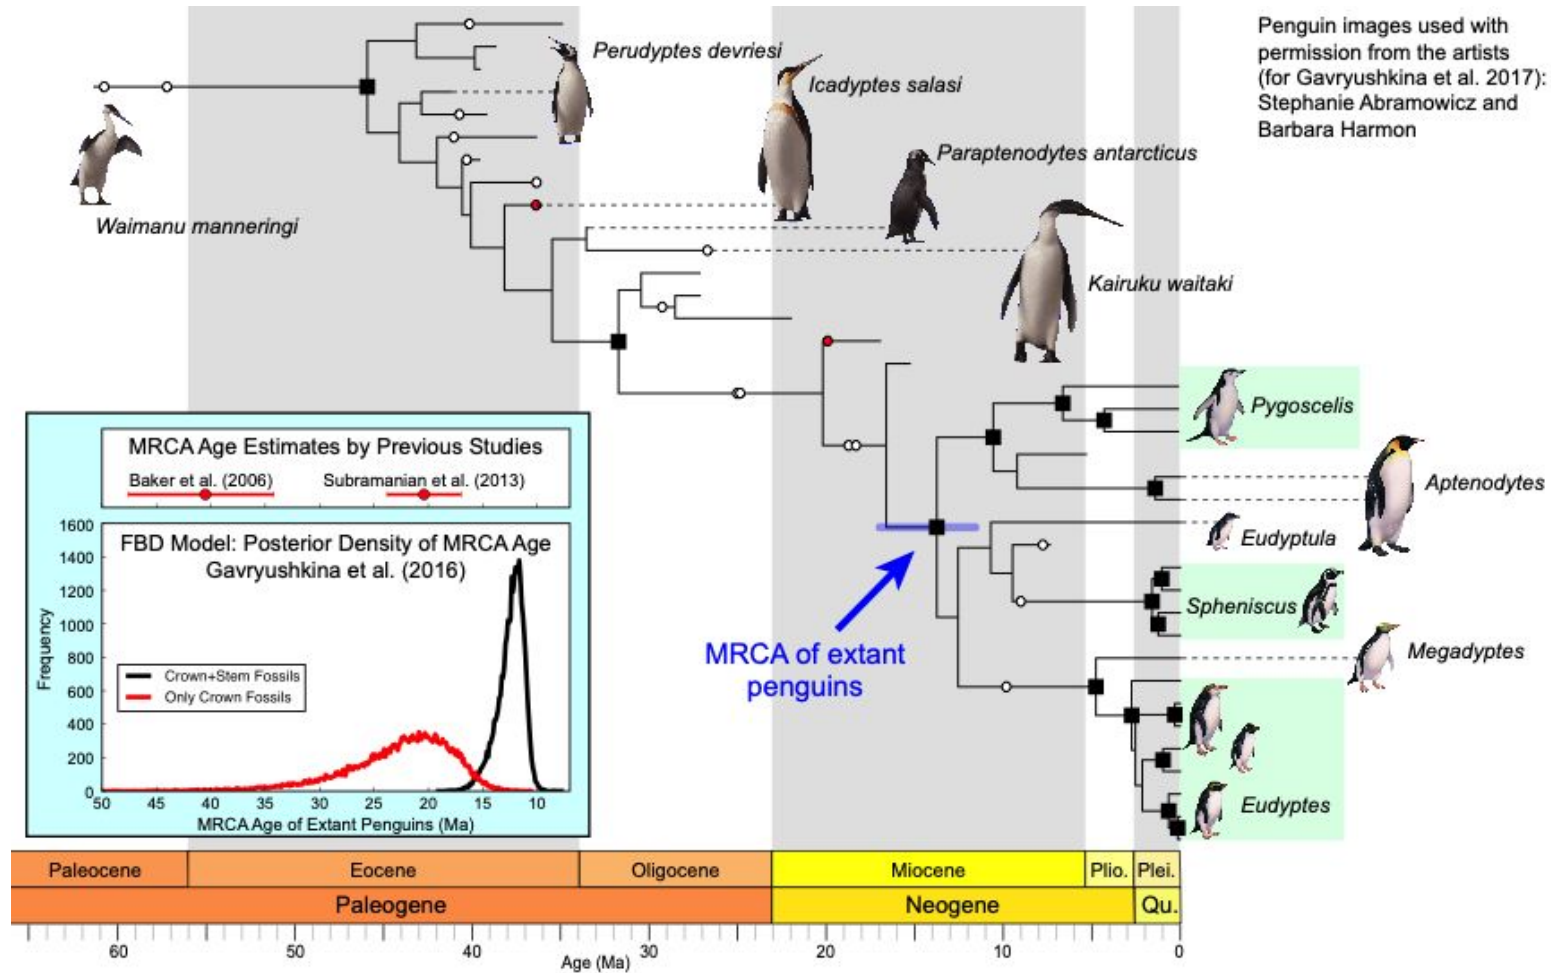 Penguin images used with
permission from the artists
(for Gavryushkina et al. 2017):
Stephanie Abramowicz and
Barbara Harmon
Perudyptes devriesi
Icadyptes salasi
Paraptenodytes antarcticus
Waimanu manneringi
Kairuku waitaki
Pygoscelis
Aptenodytes
Eudyptula
Spheniscus
Megadyptes
Eudyptes
MRCA of extant
penguins
MRCA Age Estimates by Previous Studies
Baker et al. (2006) Subramanian et al. (2013)
FBD Model: Posterior Density of MRCA Age
Gavryushkina et al. (2016)
Frequency
1600
1400
1200
1000
800
600
400
200
0
Crown+Stem Fossils
Only Crown Fossils
50 45 40 35 30 25 20 15 10
MRCA Age of Extant Penguins (Ma)
Paleocene Eocene Oligocene Miocene Plio. Plei.
Paleogene Neogene Qu.
60 50 40 30 20 10 0
Age (Ma)